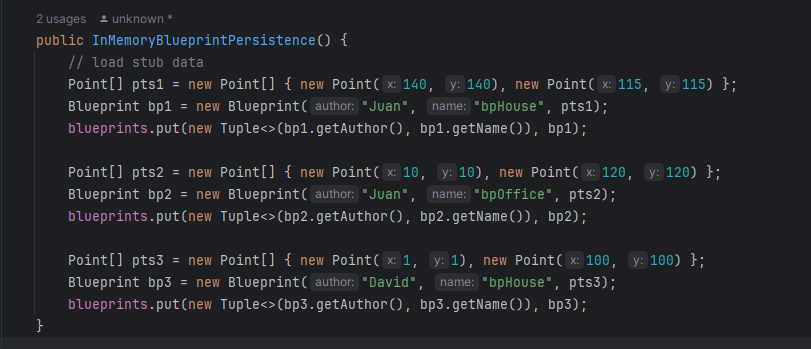 2 usages unknown *
public InMemoryBlueprintPersistence() {
// load stub data
Point[] pts1 = new Point[] { new Point( x: 140, y: 140), new Point( x: 115, y: 115) };
Blueprint bp1 = new Blueprint( author: "Juan", name: "bpHouse", pts1);
blueprints.put(new Tuple<>(bp1.getAuthor(), bp1.getName()), bp1);
Point[] pts2 = new Point[] { new Point( x: 10, y: 10), new Point( x: 120, y: 120) };
Blueprint bp2 = new Blueprint( author: "Juan", name: "bpOffice", pts2);
blueprints.put(new Tuple<>(bp2.getAuthor(), bp2.getName()), bp2);
Point[] pts3 = new Point[] { new Point( x: 1, y: 1), new Point( x: 100, y: 100) };
Blueprint bp3 = new Blueprint( author: "David", name: "bpHouse", pts3);
blueprints.put(new Tuple<>(bp3.getAuthor(), bp3.getName()), bp3);
}